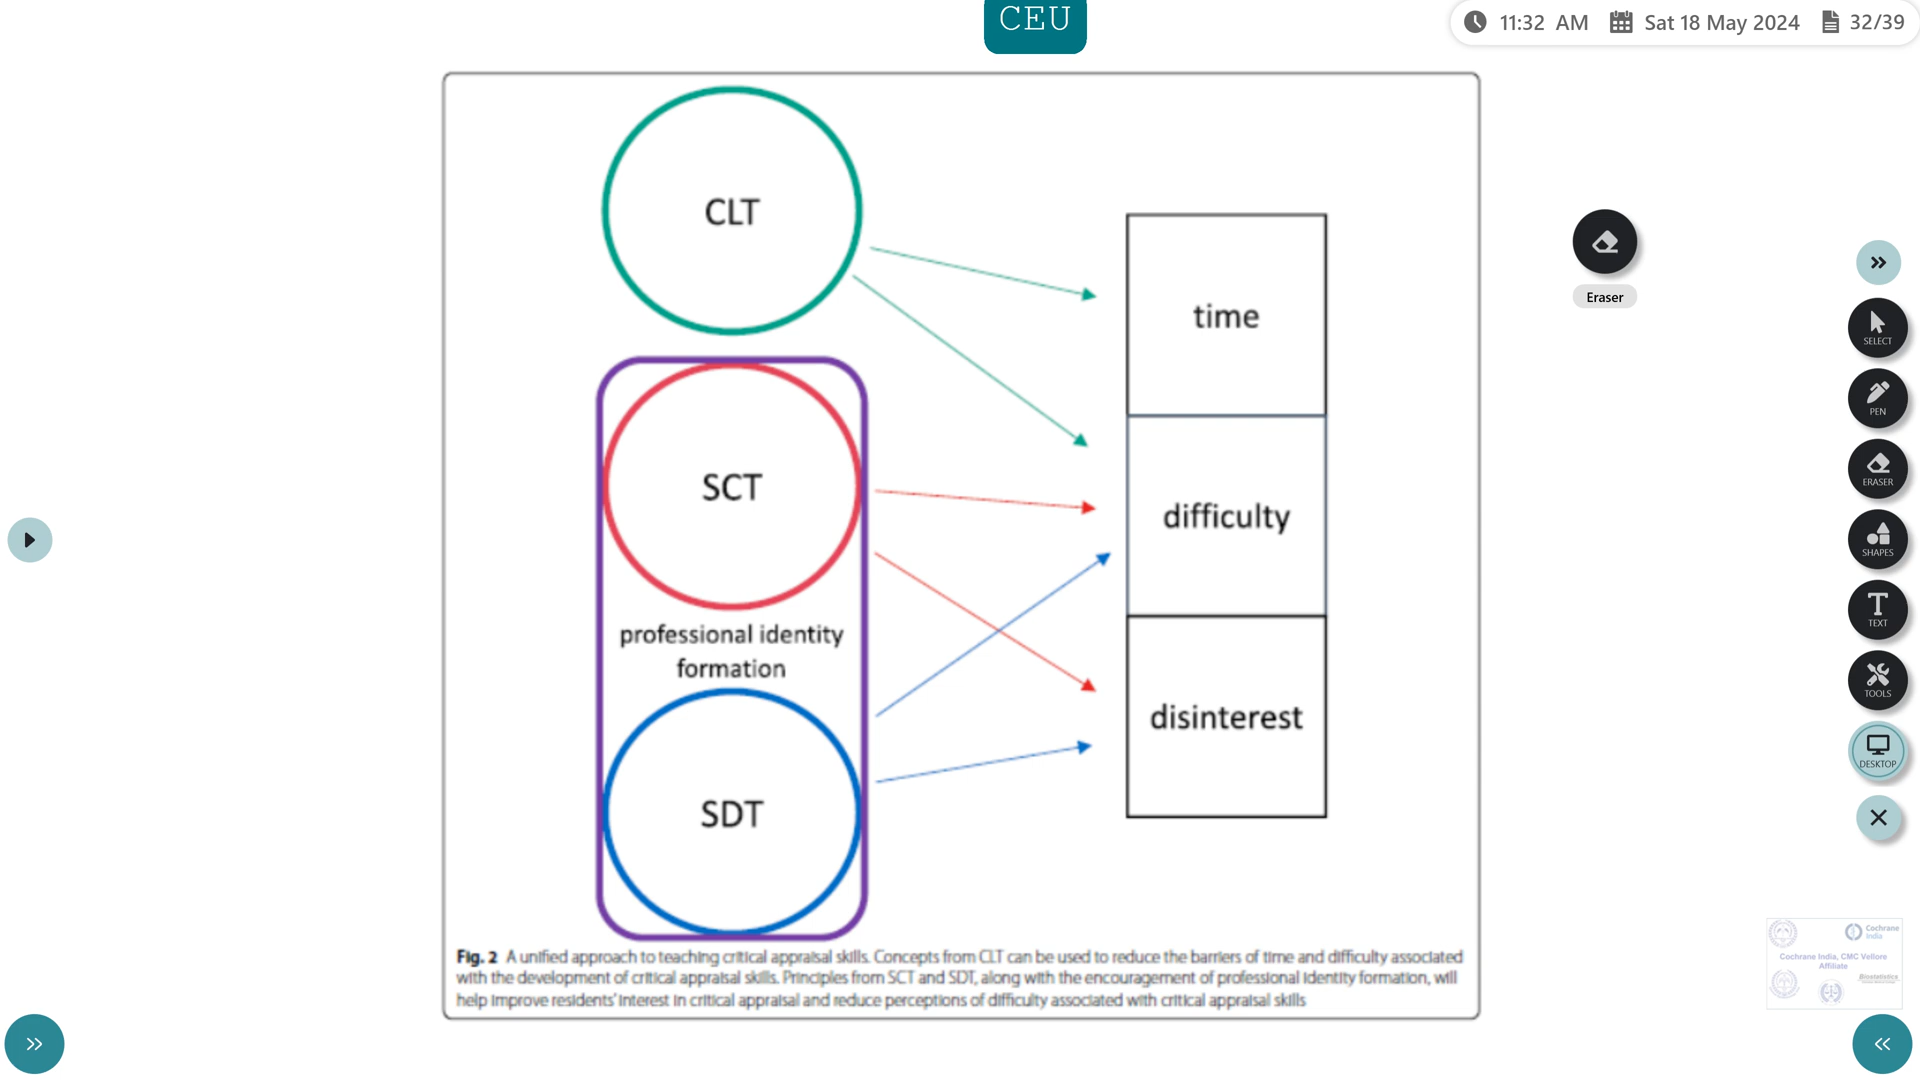 CEU
11:32 AM Sat 18 May 2024 32/39
CLT
time
Eraser
SELECT
PEN
SCT
difficulty
ERASER
SHAPES
professional identity
formation
TEXT
TOOLS
disinterest
DESKTOP
SDT
Fig. 2 A unified approach to teaching critical appraisal skills. Concepts from CLT can be used to reduce the barriers of time and difficulty associated
with the development of critical appraisal skills. Principles from SCT and SDT, along with the encouragement of professional identity formation, will
help improve residents' interest in critical appraisal and reduce perceptions of difficulty associated with critical appraisal skills
Cochrane
India
Cochrane India, CMC Vellore
Affiliate
Biostatistics